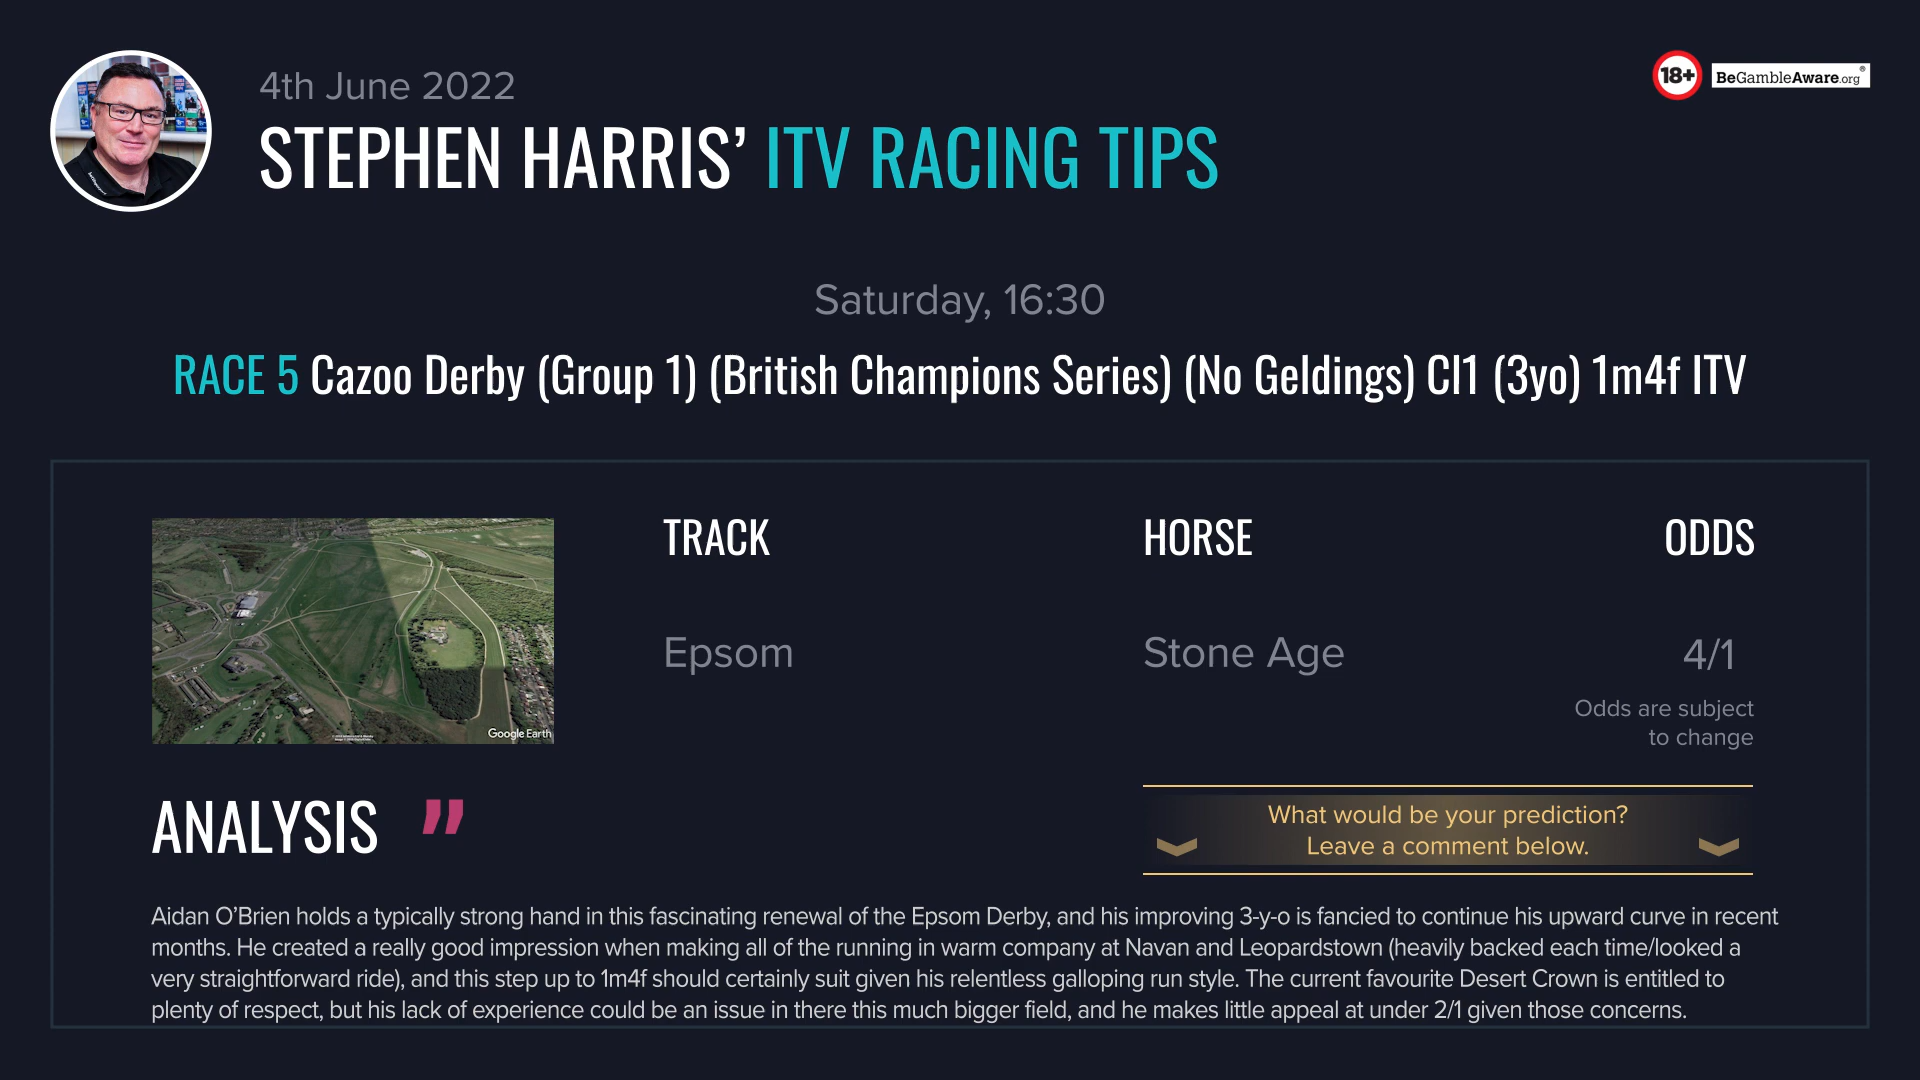 4th June 2022
STEPHEN HARRIS’ ITV RACING TIPS
18+
BeGambleAware.org®
Saturday, 16:30
RACE 5 Cazoo Derby (Group 1) (British Champions Series) (No Geldings) Cl1 (3yo) 1m4f ITV
TRACK
HORSE
ODDS
Epsom
Stone Age
4/1
Odds are subject
to change
Google Earth
ANALYSIS ”
What would be your prediction?
Leave a comment below.
Aidan O’Brien holds a typically strong hand in this fascinating renewal of the Epsom Derby, and his improving 3-y-o is fancied to continue his upward curve in recent
months. He created a really good impression when making all of the running in warm company at Navan and Leopardstown (heavily backed each time/looked a
very straightforward ride), and this step up to 1m4f should certainly suit given his relentless galloping run style. The current favourite Desert Crown is entitled to
plenty of respect, but his lack of experience could be an issue in there this much bigger field, and he makes little appeal at under 2/1 given those concerns.